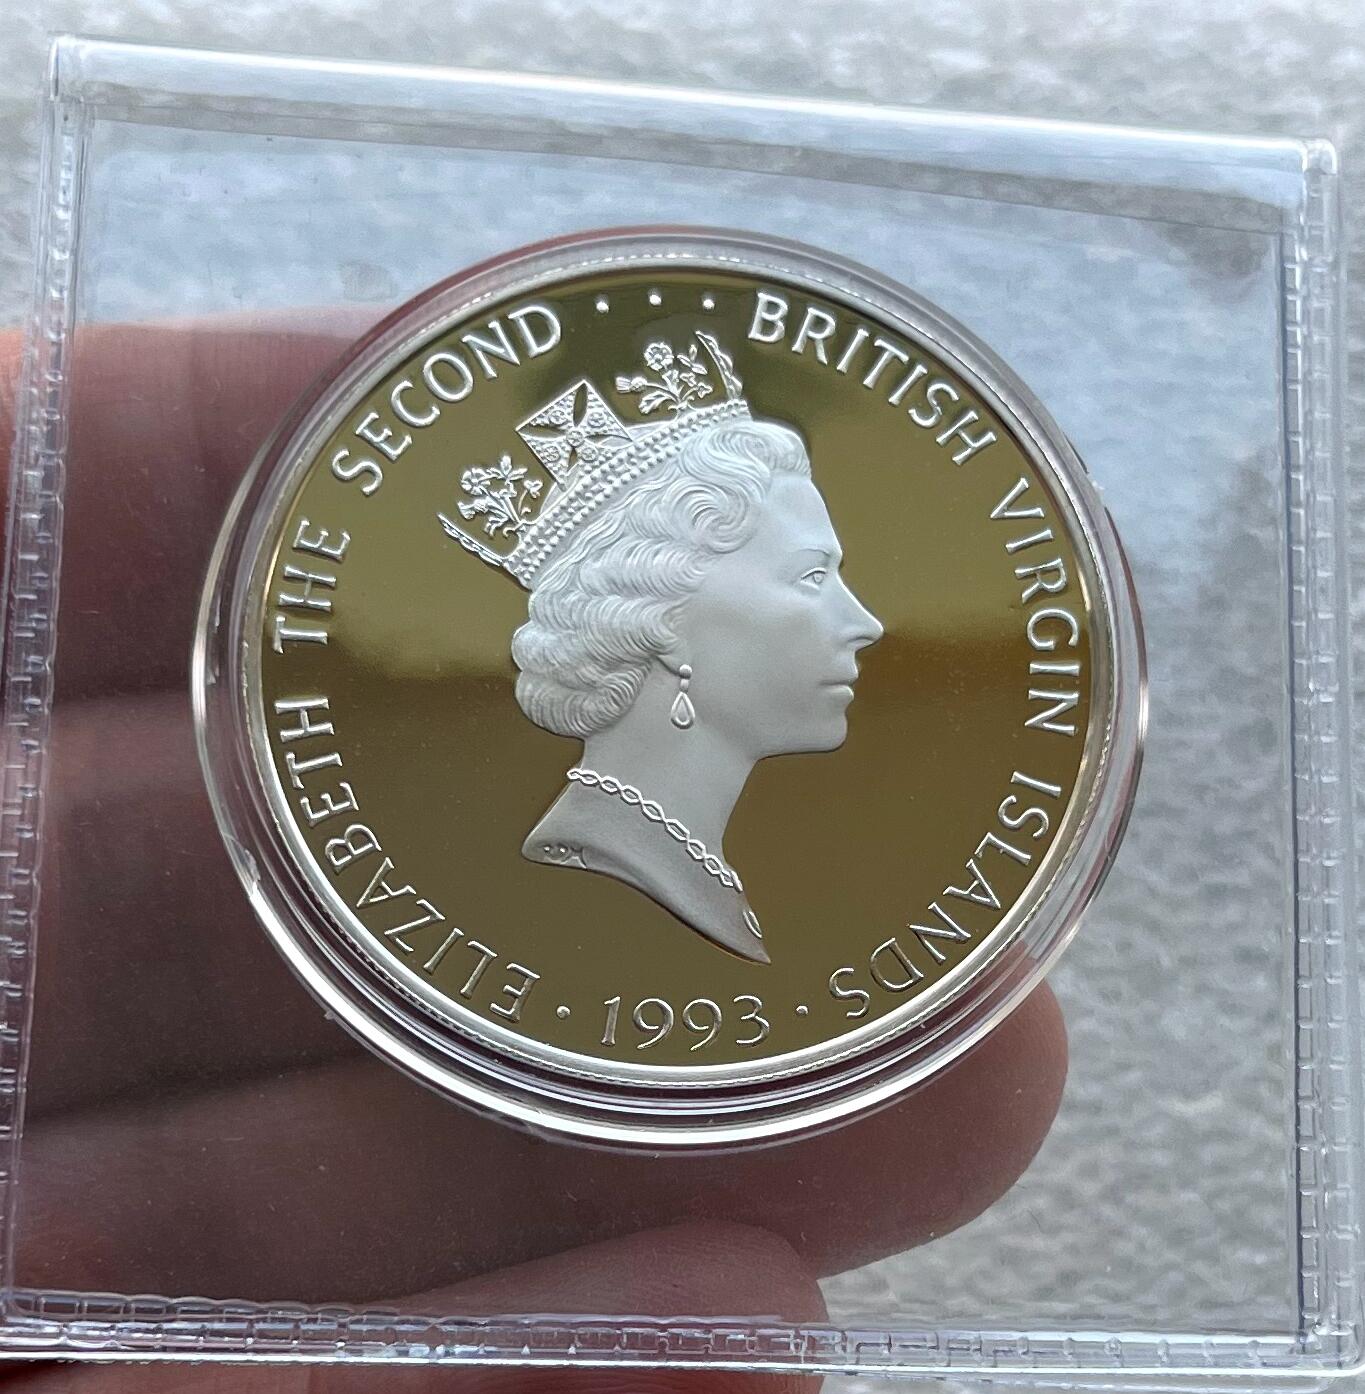 ELIZABETH THE SECOND · · · BRITISH VIRGIN ISLANDS
· 1993 ·